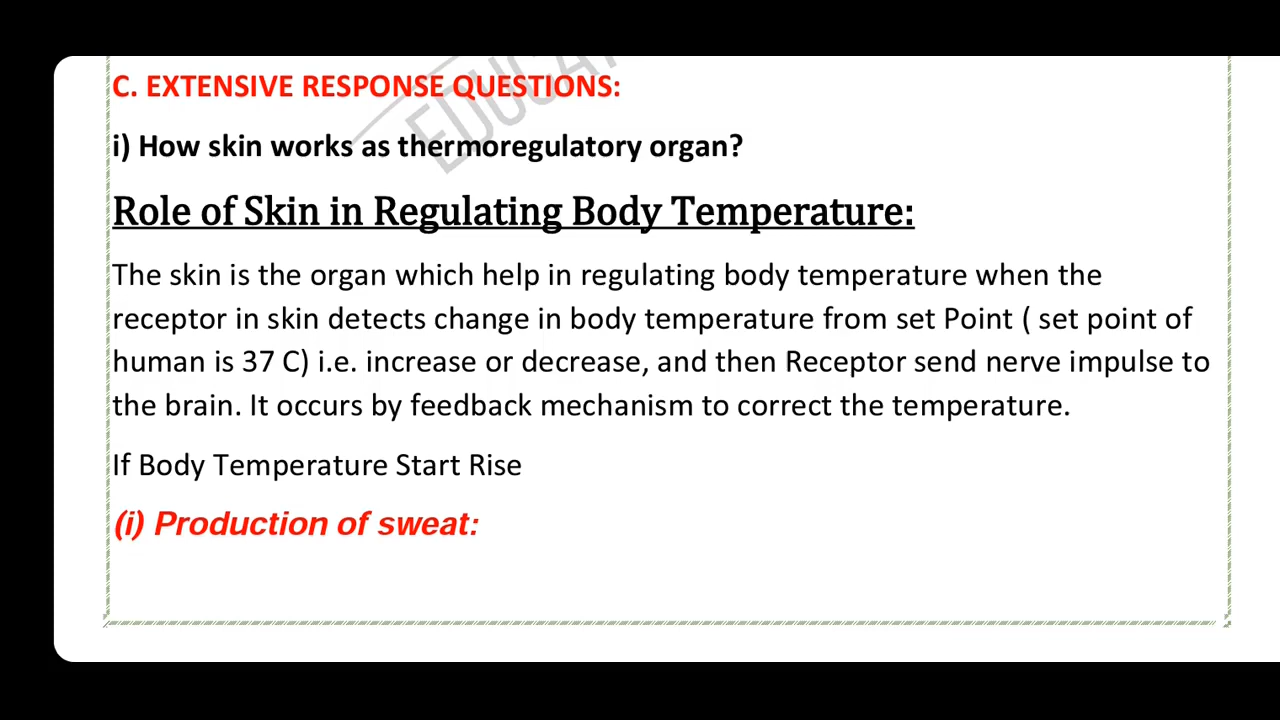 C. EXTENSIVE RESPONSE QUESTIONS:
i) How skin works as thermoregulatory organ?
Role of Skin in Regulating Body Temperature:
The skin is the organ which help in regulating body temperature when the
receptor in skin detects change in body temperature from set Point ( set point of
human is 37 C) i.e. increase or decrease, and then Receptor send nerve impulse to
the brain. It occurs by feedback mechanism to correct the temperature.
If Body Temperature Start Rise
(i) Production of sweat: